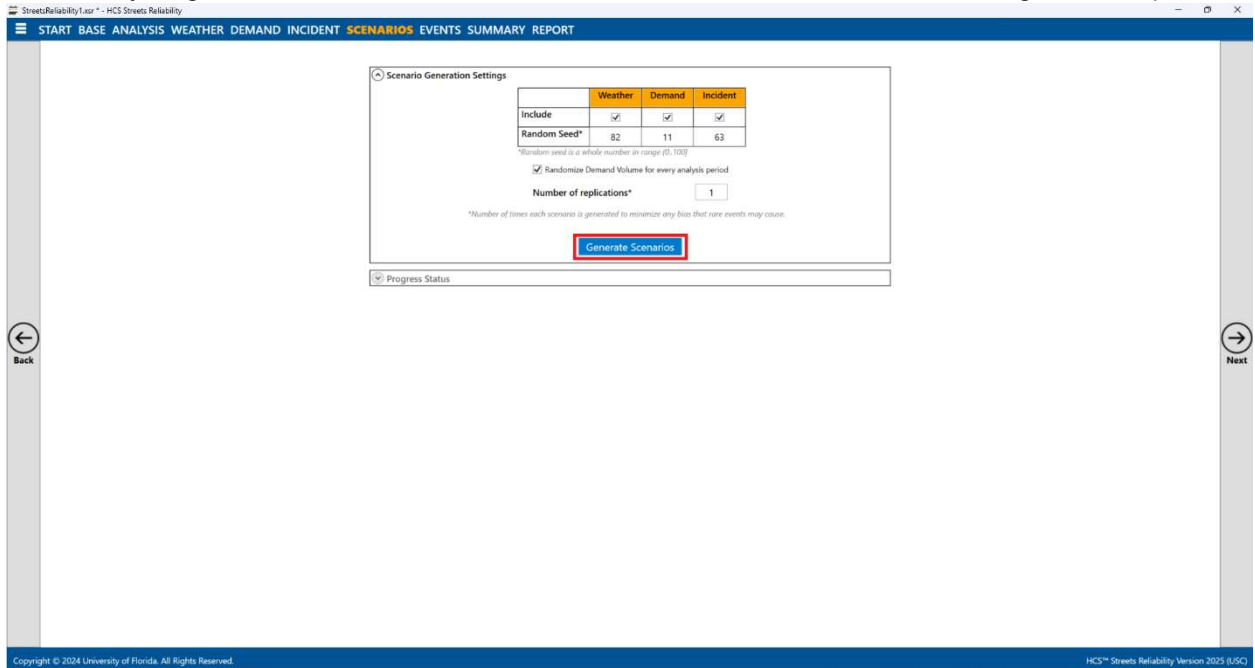 StreetsReliability1.xsr * - HCS Streets Reliability
START BASE ANALYSIS WEATHER DEMAND INCIDENT SCENARIOS EVENTS SUMMARY REPORT
Scenario Generation Settings
Weather Demand Incident
Include
Random Seed* 82 11 63
*Random seed is a whole number in range (0, 100]
Randomize Demand Volume for every analysis period
Number of replications* 1
*Number of times each scenario is generated to minimize any bias that rare events may cause.
Generate Scenarios
Progress Status
Back
Next
Copyright © 2024 University of Florida. All Rights Reserved.
HCS™ Streets Reliability Version 2025 (USC)